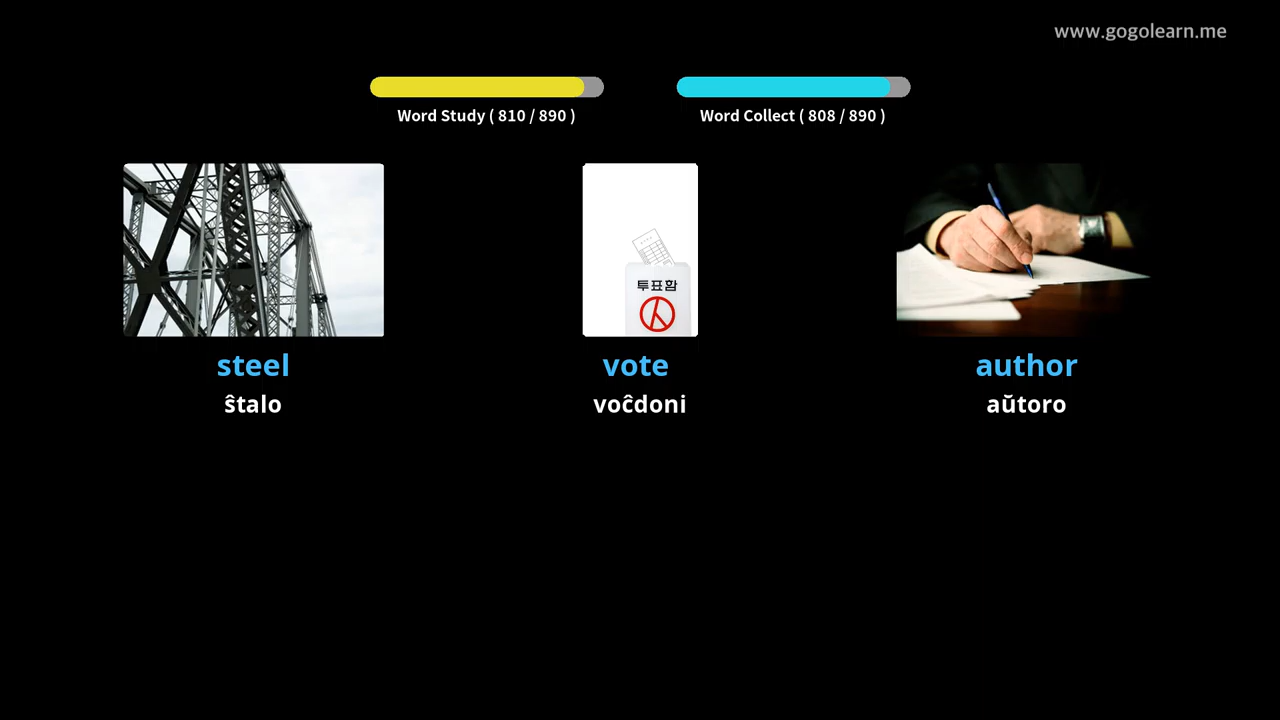 www.gogolearn.me
Word Study ( 810 / 890 )
Word Collect ( 808 / 890 )
투표함
steel
vote
author
ŝtalo
voĉdoni
aŭtoro